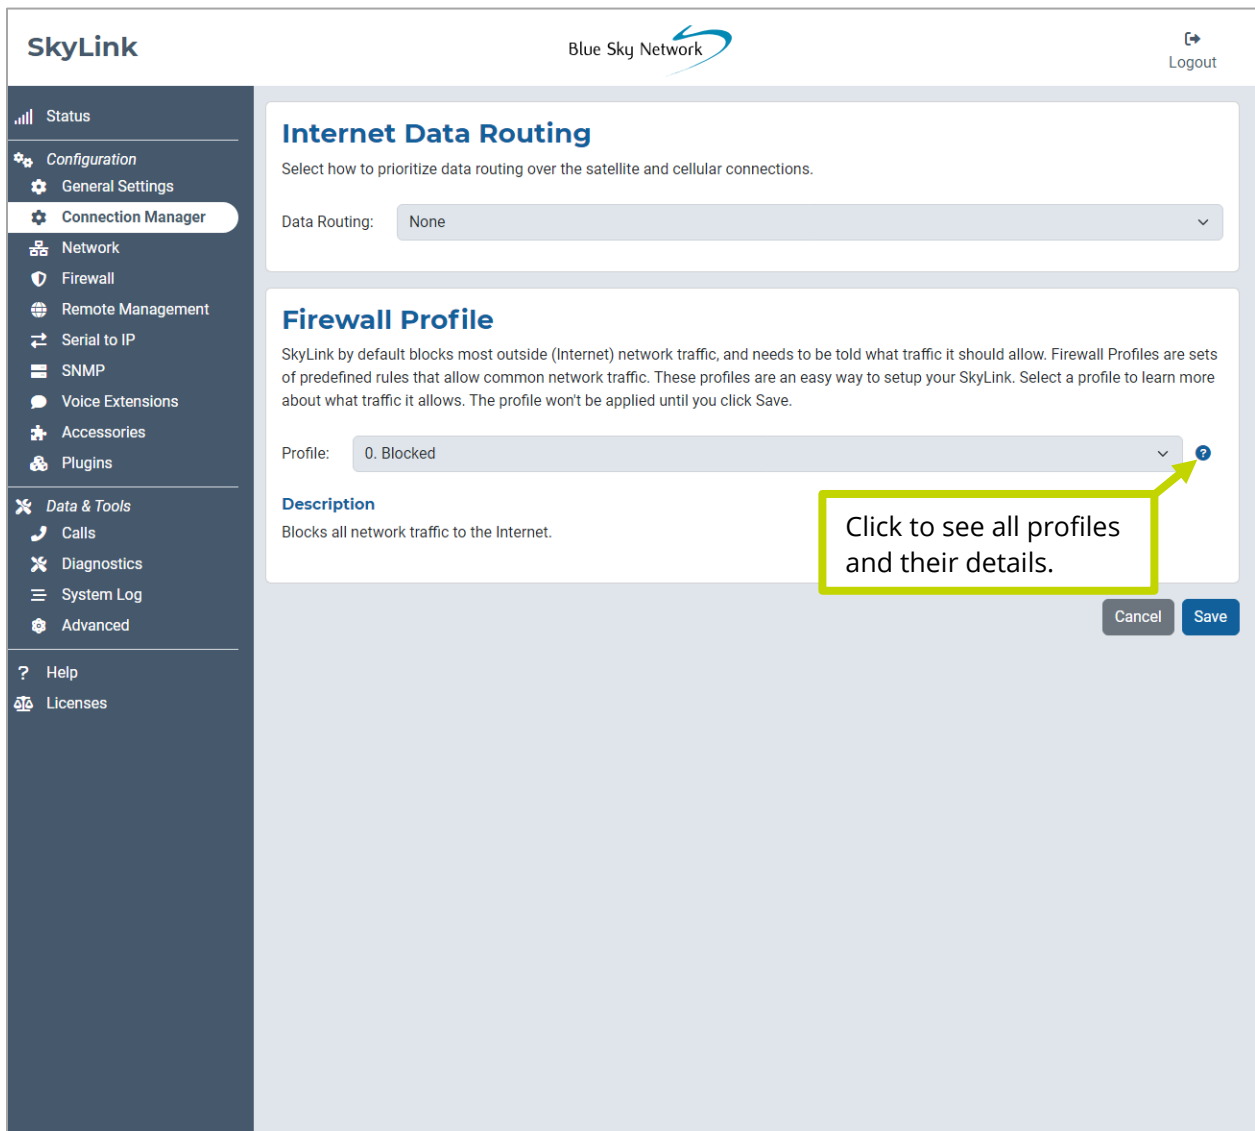 SkyLink
Blue Sky Network
Logout
Status
Configuration
General Settings
Connection Manager
Network
Firewall
Remote Management
Serial to IP
SNMP
Voice Extensions
Accessories
Plugins
Data & Tools
Calls
Diagnostics
System Log
Advanced
? Help
Licenses
Internet Data Routing
Select how to prioritize data routing over the satellite and cellular connections.
Data Routing: None
Firewall Profile
SkyLink by default blocks most outside (Internet) network traffic, and needs to be told what traffic it should allow. Firewall Profiles are sets
of predefined rules that allow common network traffic. These profiles are an easy way to setup your SkyLink. Select a profile to learn more
about what traffic it allows. The profile won't be applied until you click Save.
Profile: 0. Blocked ?
Description
Blocks all network traffic to the Internet.
Click to see all profiles
and their details.
Cancel Save